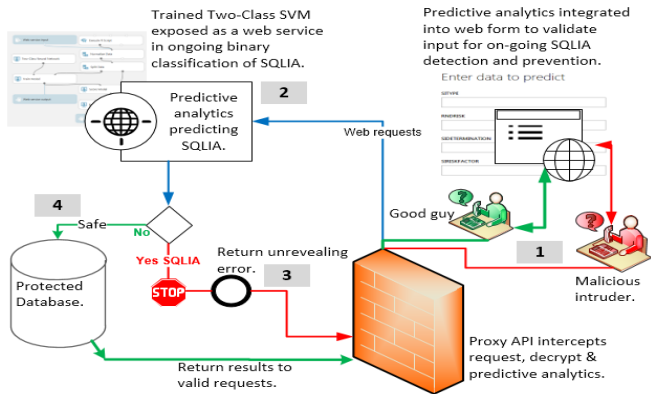 Trained Two-Class SVM
exposed as a web service
in ongoing binary
classification of SQLIA.
Predictive analytics integrated
into web form to validate
input for on-going SQLIA
detection and prevention.
Enter data to predict
2
Predictive
analytics
predicting
SQLIA.
Web requests
Good guy
1
Malicious
intruder.
4
Safe
No
Yes SQLIA
STOP
Return unrevealing
error.
3
Protected
Database.
Return results to
valid requests.
Proxy API intercepts
request, decrypt &
predictive analytics.